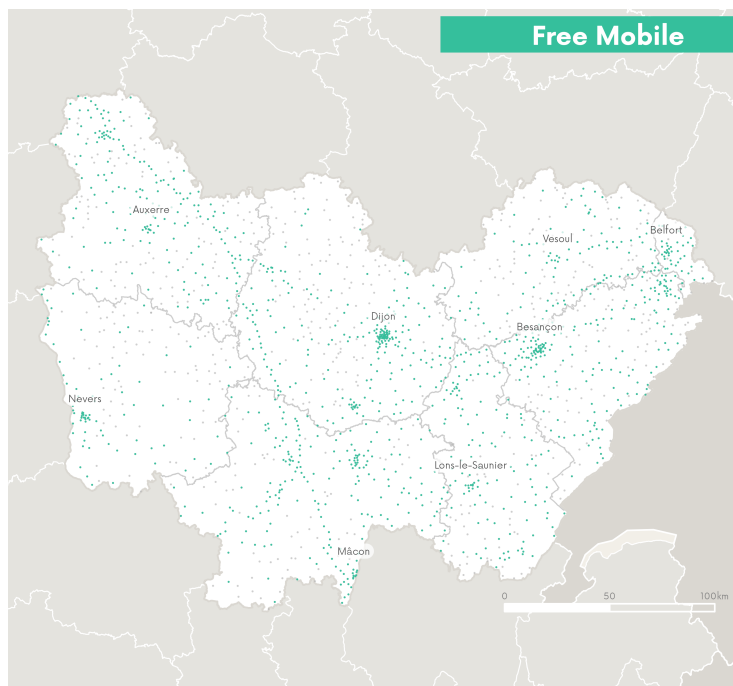 Free Mobile
Auxerre
Belfort
Vesoul
Dijon
Besançon
Nevers
Lons-le-Saunier
Mâcon
0 50 100km